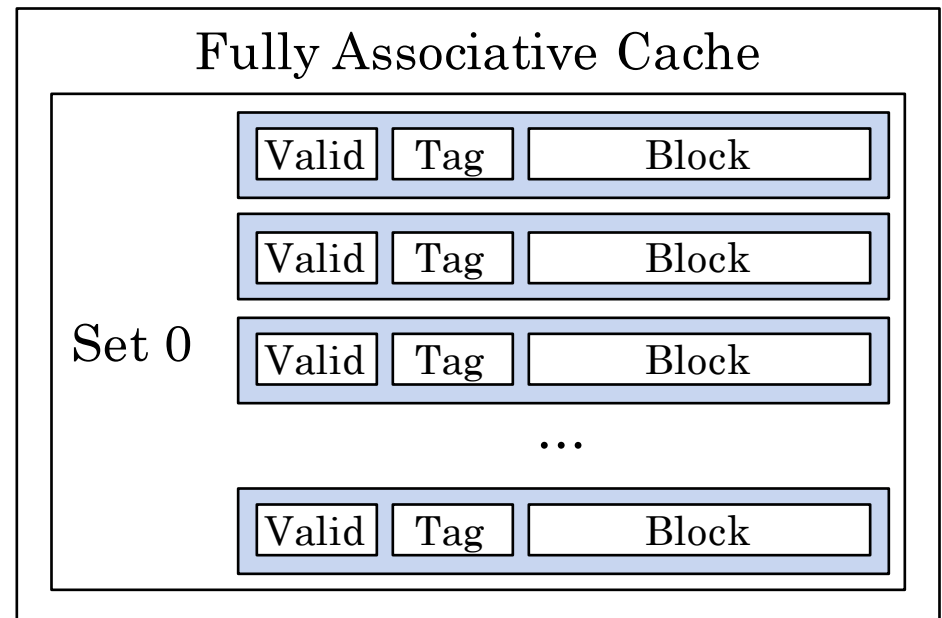 Fully Associative Cache
Valid Tag Block
Valid Tag Block
Set 0
Valid Tag Block
...
Valid Tag Block